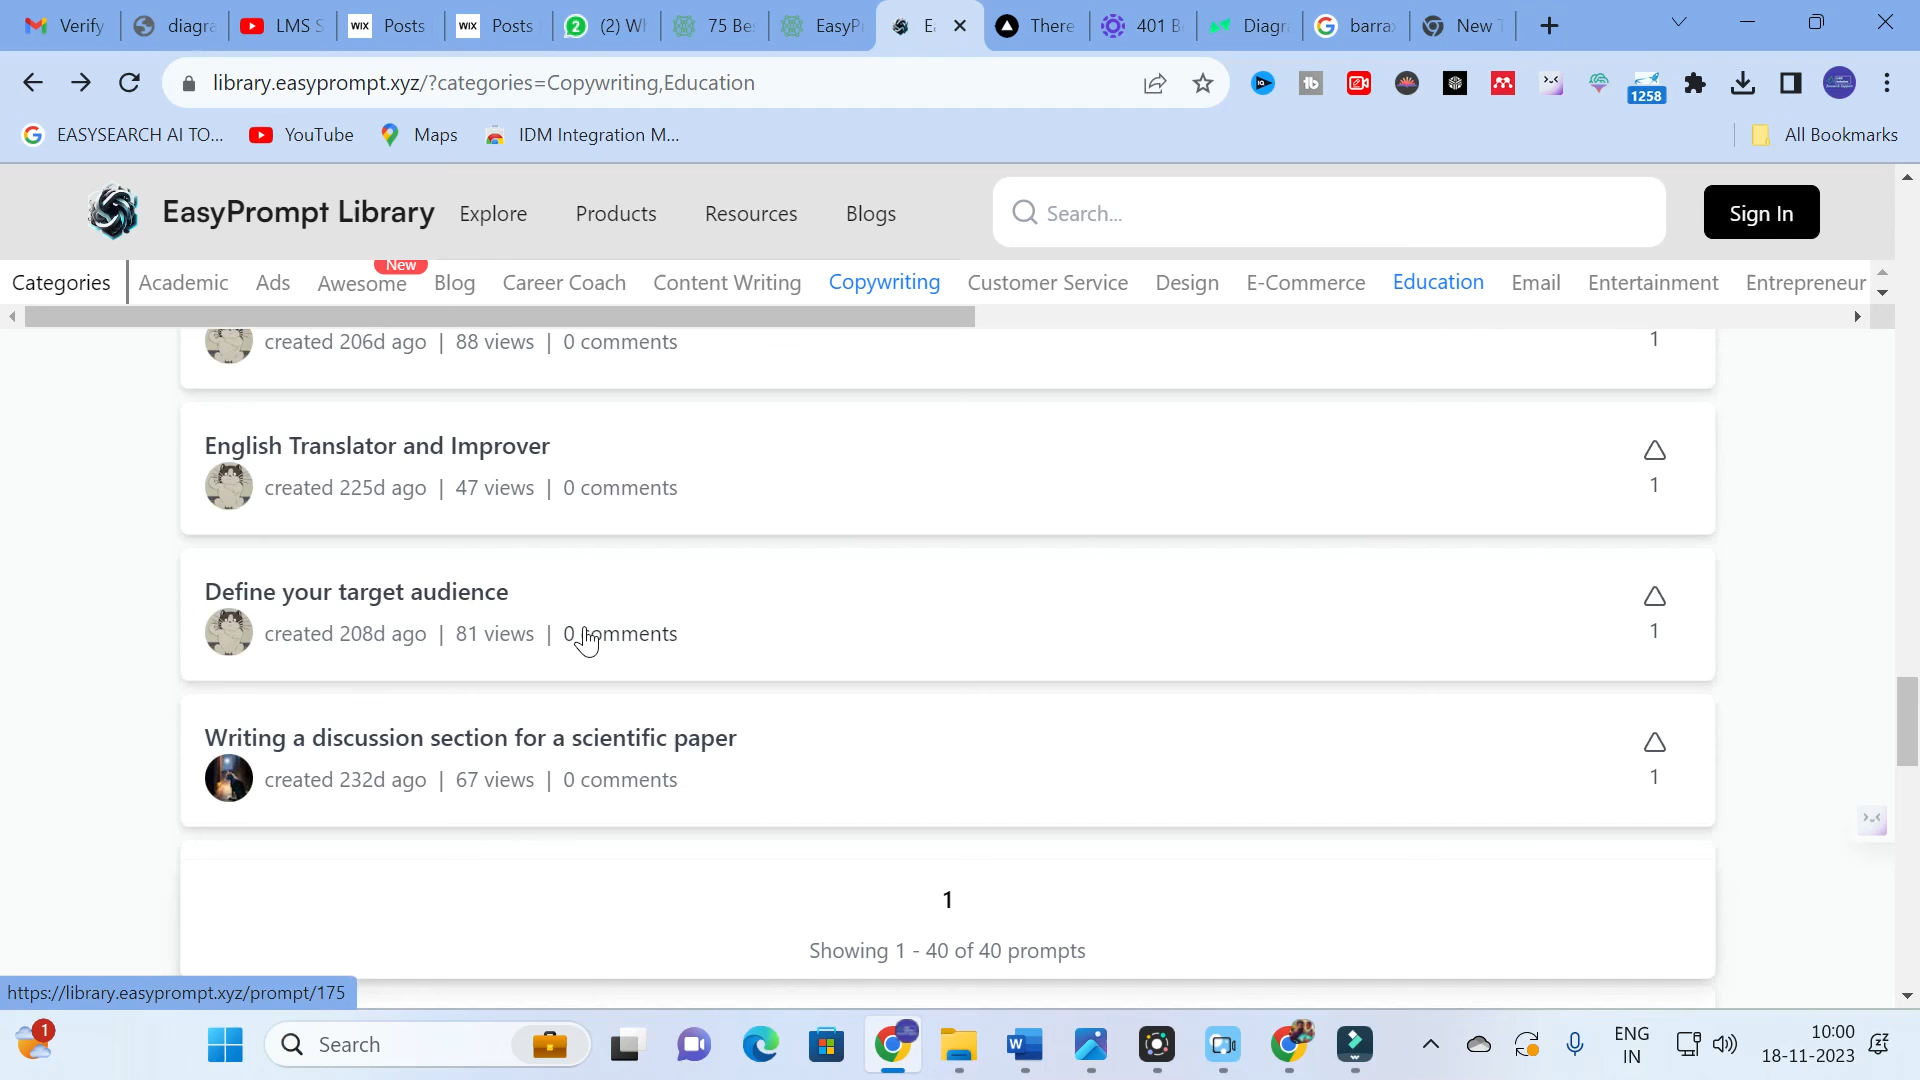 Verify
diagra
LMS S
WIX Posts
WIX Posts
(2) Wh
75 Be
EasyP
E
There
401 B
Diagra
barra
New T
library.easyprompt.xyz/?categories=Copywriting,Education
1258
EASYSEARCH AI TO...
YouTube
Maps
IDM Integration M...
All Bookmarks
EasyPrompt Library
Explore
Products
Resources
Blogs
Search...
Sign In
New
Categories
Academic
Ads
Awesome
Blog
Career Coach
Content Writing
Copywriting
Customer Service
Design
E-Commerce
Education
Email
Entertainment
Entrepreneur
created 206d ago | 88 views | 0 comments
1
English Translator and Improver
created 225d ago | 47 views | 0 comments
1
Define your target audience
created 208d ago | 81 views | 0 comments
1
Writing a discussion section for a scientific paper
created 232d ago | 67 views | 0 comments
1
1
Showing 1 - 40 of 40 prompts
https://library.easyprompt.xyz/prompt/175
1
Search
ENG
IN
10:00
18-11-2023